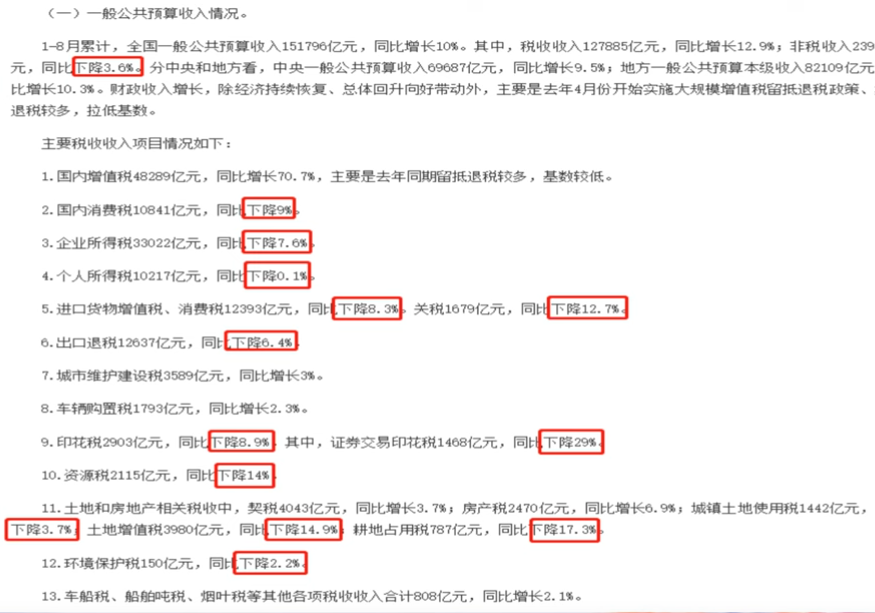 （一）一般公共预算收入情况。
1-8月累计，全国一般公共预算收入151796亿元，同比增长10%。其中，税收收入127885亿元，同比增长12.9%；非税收入239
元，同比下降3.6%。分中央和地方看，中央一般公共预算收入69687亿元，同比增长9.5%；地方一般公共预算本级收入82109亿元
比增长10.3%。财政收入增长，除经济持续恢复、总体回升向好带动外，主要是去年4月份开始实施大规模增值税留抵退税政策、
退税较多，拉低基数。
主要税收收入项目情况如下：
1.国内增值税48289亿元，同比增长70.7%，主要是去年同期留抵退税较多，基数较低。
2.国内消费税10841亿元，同比下降9%。
3.企业所得税33022亿元，同比下降7.6%。
4.个人所得税10217亿元，同比下降0.1%。
5.进口货物增值税、消费税12393亿元，同比下降8.3%。关税1679亿元，同比下降12.7%。
6.出口退税12637亿元，同比下降6.4%。
7.城市维护建设税3589亿元，同比增长3%。
8.车辆购置税1793亿元，同比增长2.3%。
9.印花税2903亿元，同比下降8.9%。其中，证券交易印花税1468亿元，同比下降29%。
10.资源税2115亿元，同比下降14%。
11.土地和房地产相关税收中，契税4043亿元，同比增长3.7%；房产税2470亿元，同比增长6.9%；城镇土地使用税1442亿元，
下降3.7%；土地增值税3980亿元，同比下降14.9%；耕地占用税787亿元，同比下降17.3%。
12.环境保护税150亿元，同比下降2.2%。
13.车船税、船舶吨税、烟叶税等其他各项税收收入合计808亿元，同比增长2.1%。